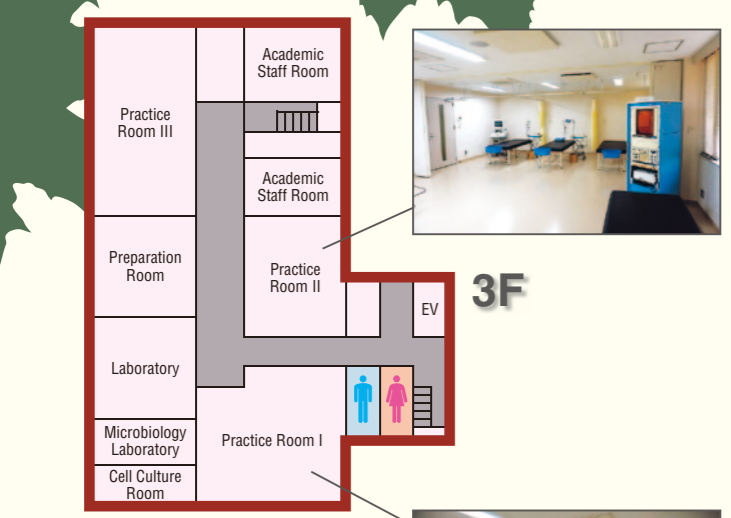 Academic
Staff Room
Practice
Room III
Academic
Staff Room
Preparation
Room
Practice
Room II
3F
EV
Laboratory
Microbiology
Laboratory
Practice Room I
Cell Culture
Room